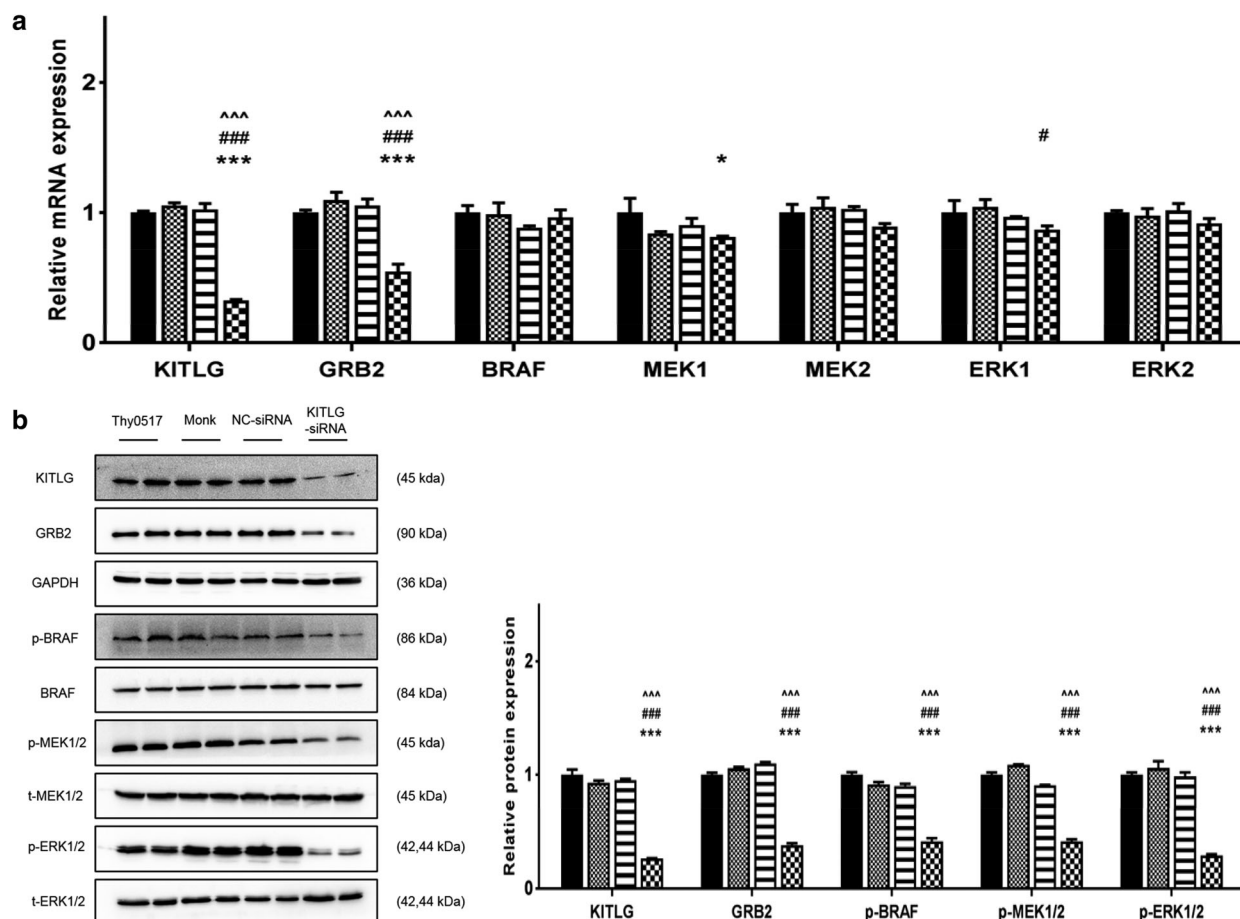 a
Relative mRNA expression
2
1
0
^^^
###
***
^^^
###
***
*
#
KITLG GRB2 BRAF MEK1 MEK2 ERK1 ERK2
b
Thy0517 Monk NC-siRNA KITLG
-siRNA
KITLG (45 kda)
GRB2 (90 kDa)
GAPDH (36 kDa)
p-BRAF (86 kDa)
BRAF (84 kDa)
p-MEK1/2 (45 kda)
t-MEK1/2 (45 kDa)
p-ERK1/2 (42,44 kDa)
t-ERK1/2 (42,44 kDa)
Relative protein expression
2
1
0
^^^ ^^^ ^^^ ^^^ ^^^
### ### ### ### ###
*** *** *** *** ***
KITLG GRB2 p-BRAF p-MEK1/2 p-ERK1/2